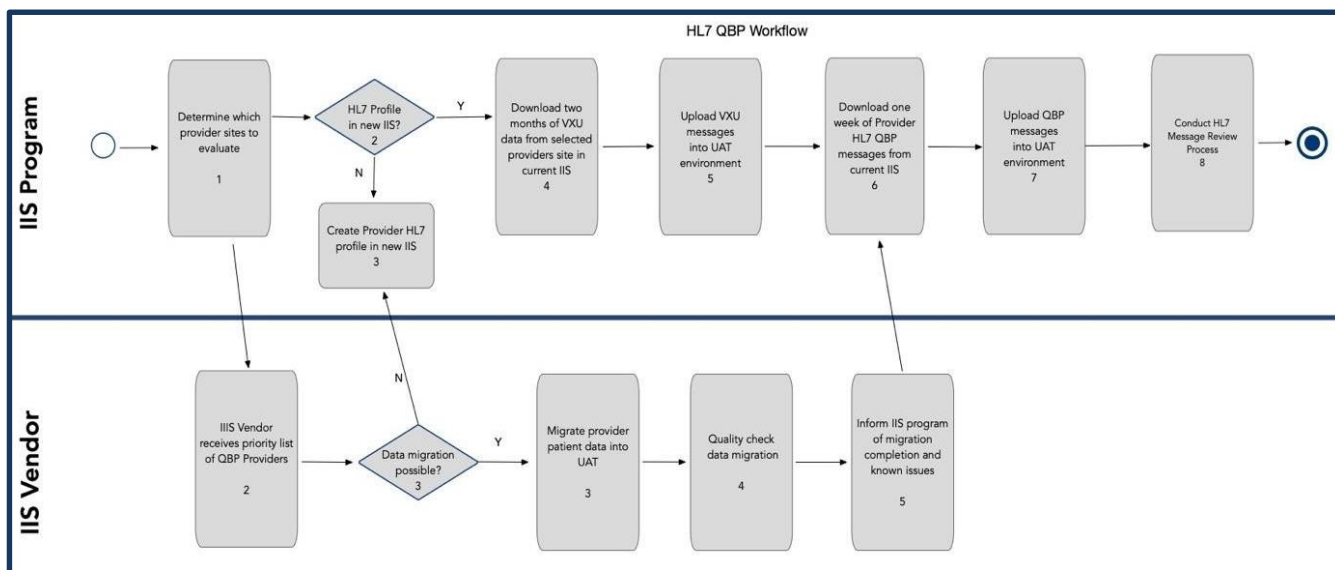 HL7 QBP Workflow
IIS Program
Determine which
provider sites to
evaluate
1
HL7 Profile
in new IIS?
2
Y
N
Create Provider HL7
profile in new IIS
3
Download two
months of VXU
data from selected
providers site in
current IIS
4
Upload VXU
messages
into UAT
environment
5
Download one
week of Provider
HL7 QBP
messages from
current IIS
6
Upload QBP
messages
into UAT
environment
7
Conduct HL7
Message Review
Process
8
IIS Vendor
IIIS Vendor
receives priority list
of QBP Providers
2
Data migration
possible?
3
N
Y
Migrate provider
patient data into
UAT
3
Quality check
data migration
4
Inform IIS program
of migration
completion and
known issues
5